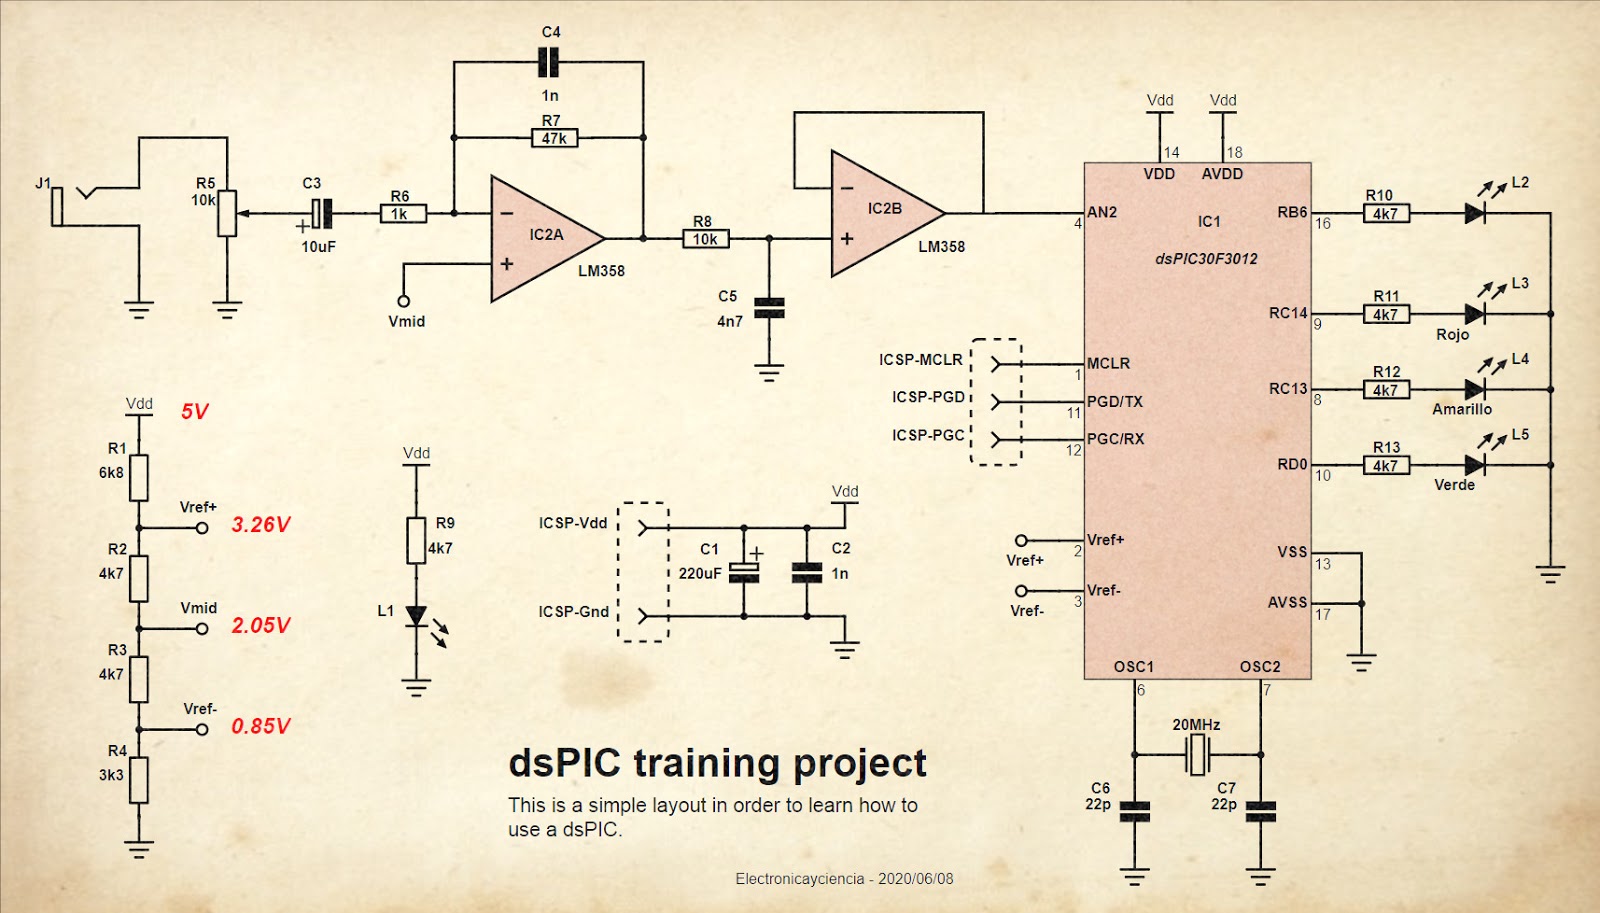 C4
1n
R7
47k
J1
R5
10k
C3
+
10uF
R6
1k
−
+
IC2A
LM358
Vmid
R8
10k
C5
4n7
−
+
IC2B
LM358
Vdd
Vdd
14
18
VDD
AVDD
AN2
4
IC1
dsPIC30F3012
RB6
16
R10
4k7
L2
RC14
9
R11
4k7
Rojo
L3
RC13
8
R12
4k7
Amarillo
L4
RD0
10
R13
4k7
Verde
L5
ICSP-MCLR
MCLR
1
ICSP-PGD
PGD/TX
11
ICSP-PGC
PGC/RX
12
Vref+
Vref+
2
Vref-
Vref-
3
VSS
13
AVSS
17
OSC1
6
OSC2
7
20MHz
C6
22p
C7
22p
Vdd
5V
R1
6k8
Vref+
3.26V
R2
4k7
Vmid
2.05V
R3
4k7
Vref-
0.85V
R4
3k3
Vdd
R9
4k7
L1
ICSP-Vdd
ICSP-Gnd
Vdd
C1
+
220uF
C2
1n
dsPIC training project
This is a simple layout in order to learn how to
use a dsPIC.
Electronicayciencia - 2020/06/08